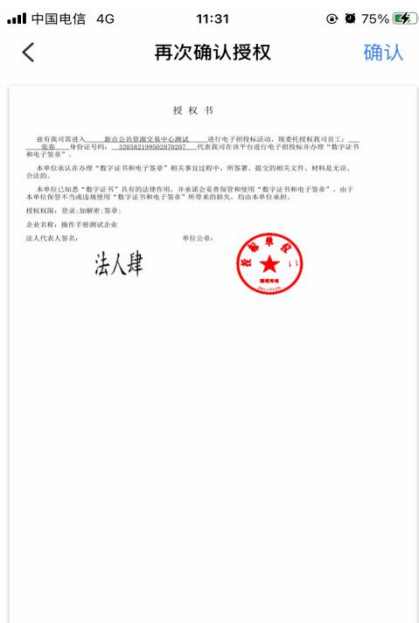 中国电信 4G 11:31 75%
再次确认授权 确认
授 权 书
兹有我司需进入 新点公共资源交易中心测试 进行电子招投标活动，现委托授权我司员工：
张春 身份证号码： 320582199502070207 代表我司在该平台进行电子招投标并办理“数字证书
和电子签章”。
本单位承认在办理“数字证书和电子签章”相关事宜过程中，所签署、提交的相关文件、材料是无误、
合法的。
本单位已知悉“数字证书”具有的法律作用，并承诺会妥善保管和使用“数字证书和电子签章”。由于
本单位保管不当或违规使用“数字证书和电子签章”所带来的损失，均由本单位承担。
授权权限：登录;加解密;签章;
企业名称：操作手册测试企业
法人代表人签名： 单位公章：
法人肆
投标单位